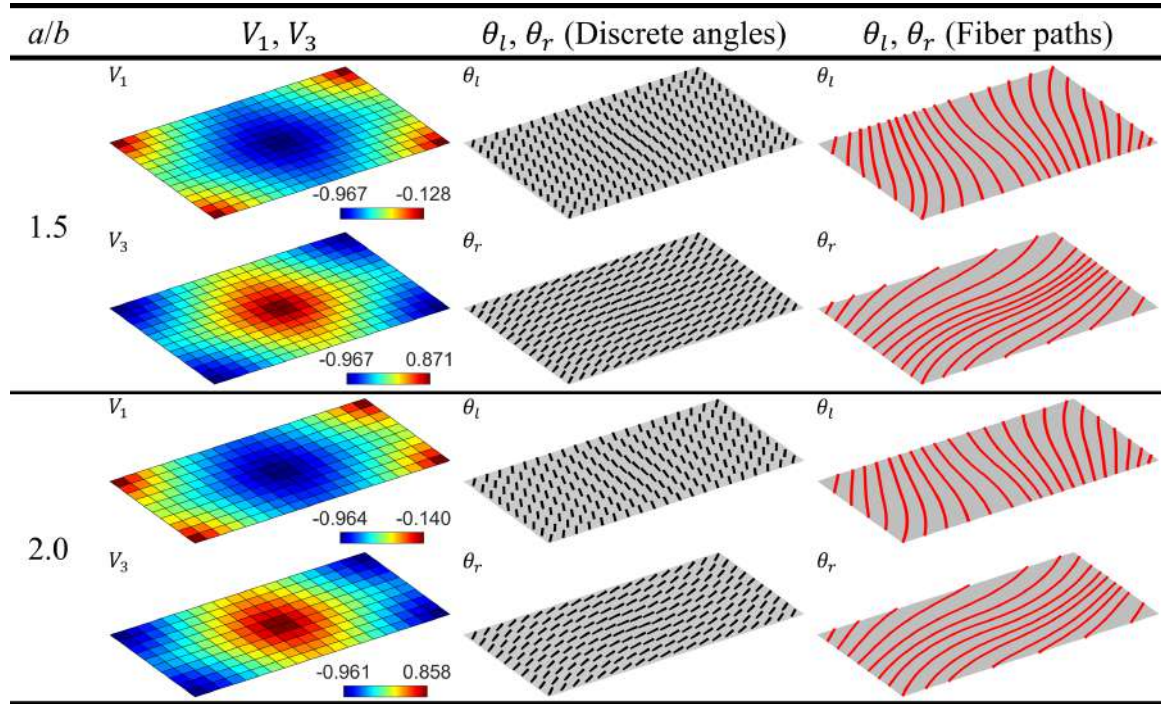 a/b V₁, V₃ θₗ, θᵣ (Discrete angles) θₗ, θᵣ (Fiber paths)
1.5
V₁ θₗ θₗ
-0.967 -0.128
V₃ θᵣ θᵣ
-0.967 0.871
2.0
V₁ θₗ θₗ
-0.964 -0.140
V₃ θᵣ θᵣ
-0.961 0.858